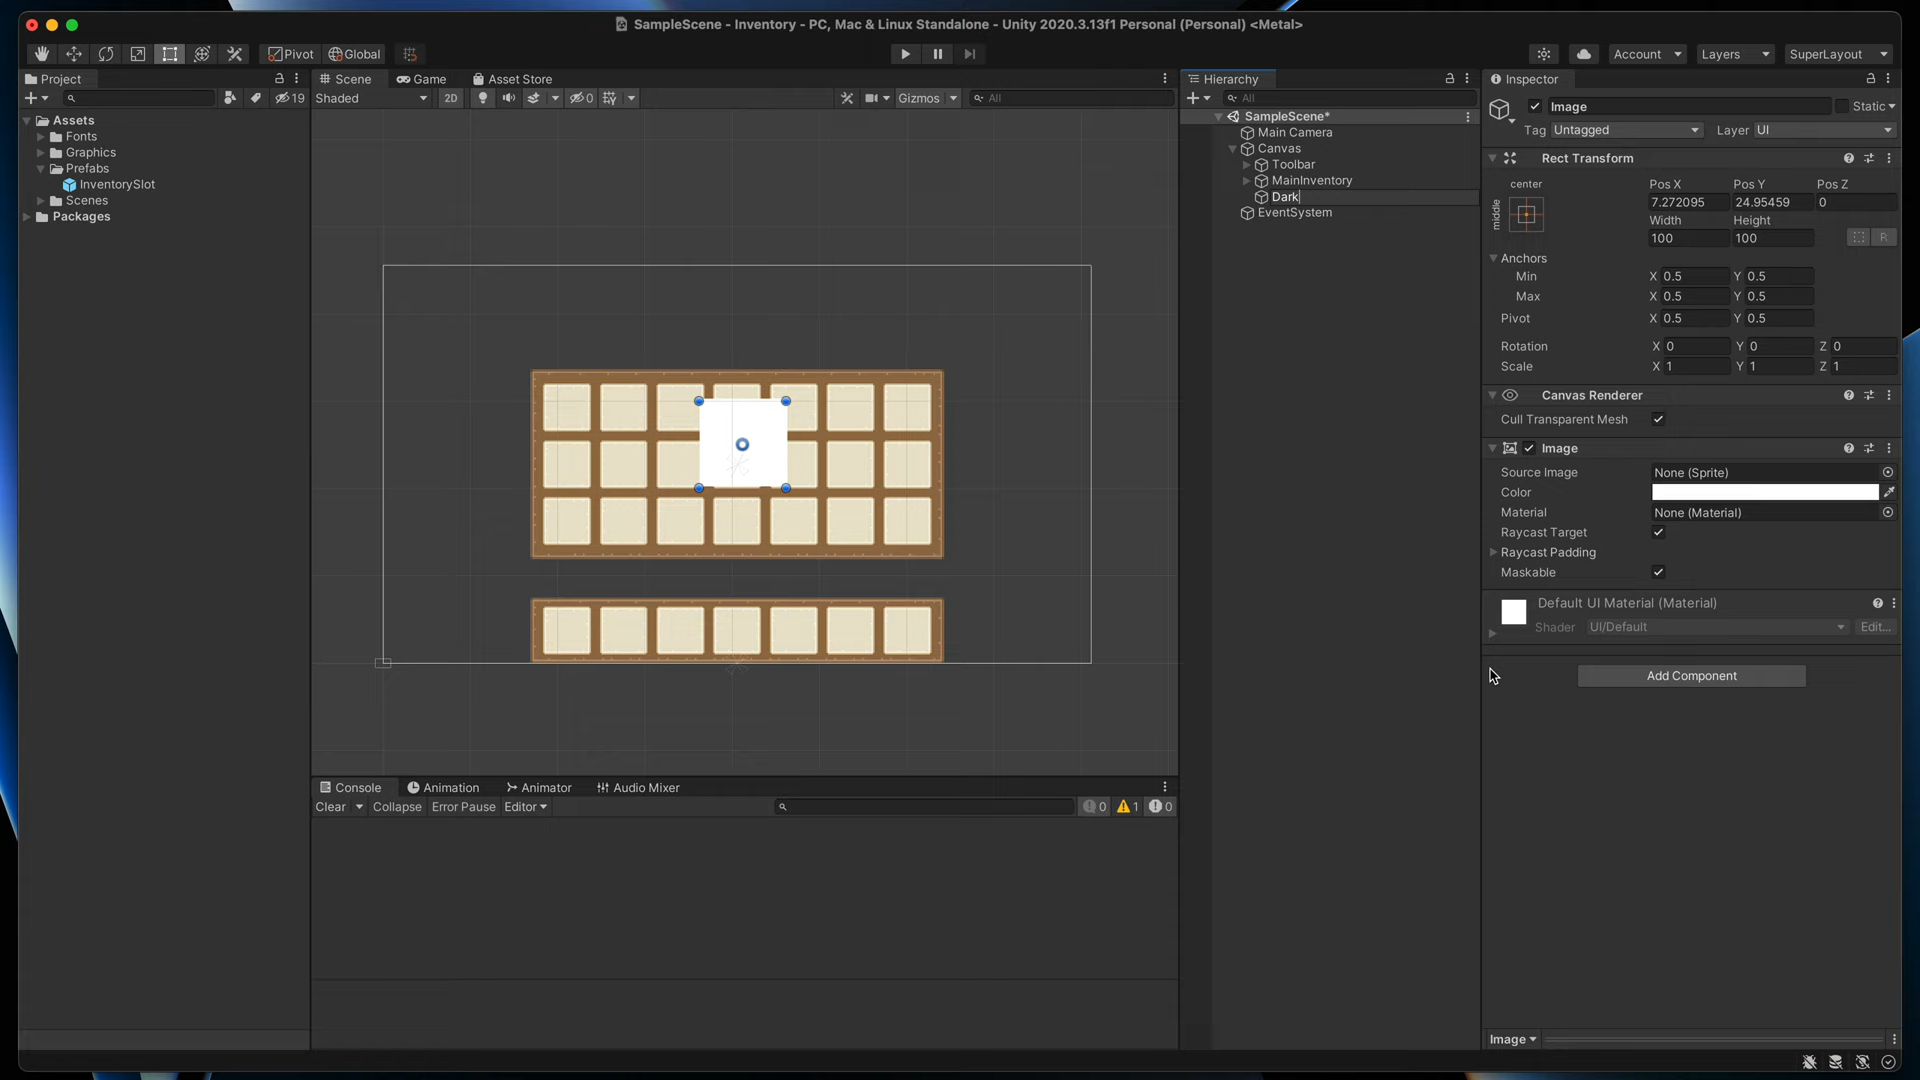 SampleScene - Inventory - PC, Mac & Linux Standalone - Unity 2020.3.13f1 Personal (Personal) <Metal>
Pivot Global Account Layers SuperLayout
Project Scene Game Asset Store Hierarchy Inspector
19 Shaded 2D 0 Gizmos All All Image Static
Assets SampleScene*
Fonts Main Camera Tag Untagged Layer UI
Graphics Canvas
Prefabs Toolbar Rect Transform
InventorySlot MainInventory center Pos X Pos Y Pos Z
Scenes Dark middle 7.272095 24.95459 0
Packages EventSystem Width Height
100 100 R
Anchors
Min X 0.5 Y 0.5
Max X 0.5 Y 0.5
Pivot X 0.5 Y 0.5
Rotation X 0 Y 0 Z 0
Scale X 1 Y 1 Z 1
Canvas Renderer
Cull Transparent Mesh
Image
Source Image None (Sprite)
Color
Material None (Material)
Raycast Target
Raycast Padding
Maskable
Default UI Material (Material)
Shader UI/Default Edit...
Add Component
Console Animation Animator Audio Mixer
Clear Collapse Error Pause Editor 0 1 0
Image